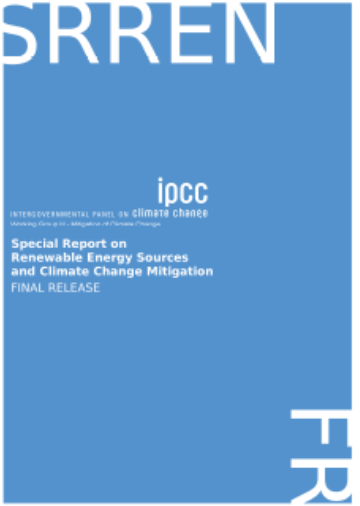 SRREN
ipcc
INTERGOVERNMENTAL PANEL ON climate change
Working Group III - Mitigation of Climate Change
Special Report on
Renewable Energy Sources
and Climate Change Mitigation
FINAL RELEASE
FR